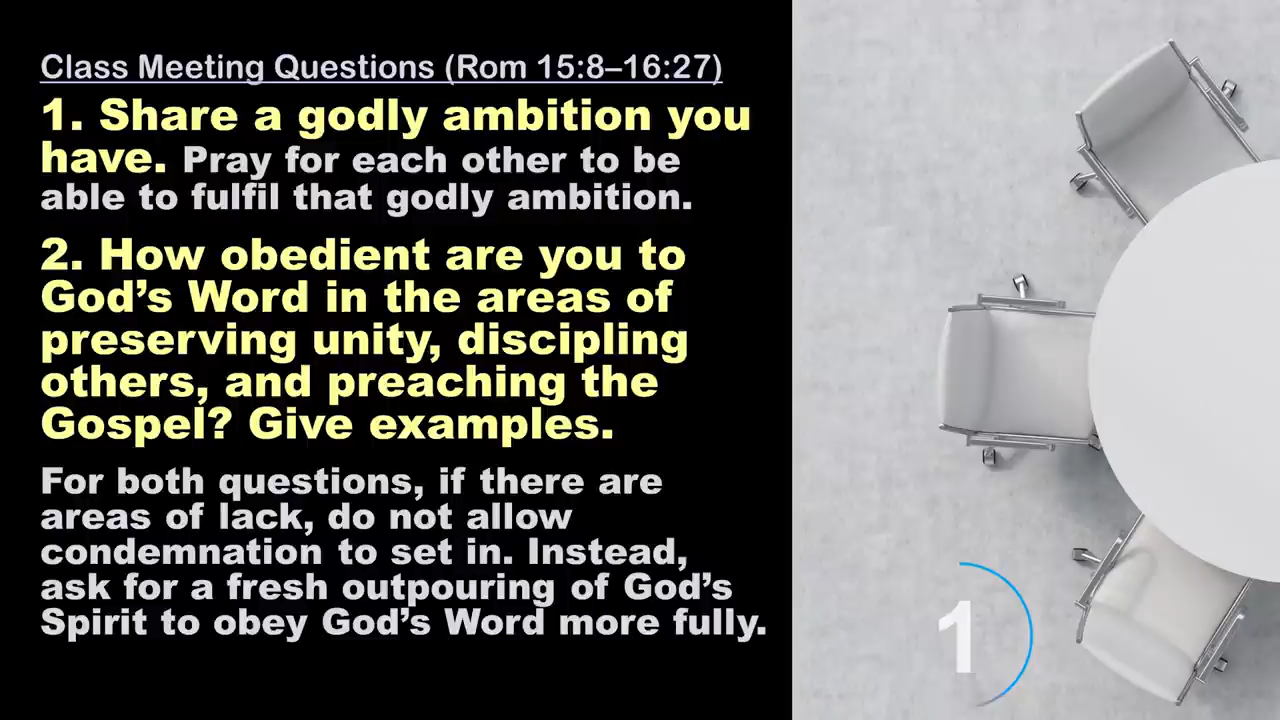 Class Meeting Questions (Rom 15:8–16:27)
1. Share a godly ambition you
have. Pray for each other to be
able to fulfil that godly ambition.
2. How obedient are you to
God’s Word in the areas of
preserving unity, discipling
others, and preaching the
Gospel? Give examples.
For both questions, if there are
areas of lack, do not allow
condemnation to set in. Instead,
ask for a fresh outpouring of God’s
Spirit to obey God’s Word more fully.
1